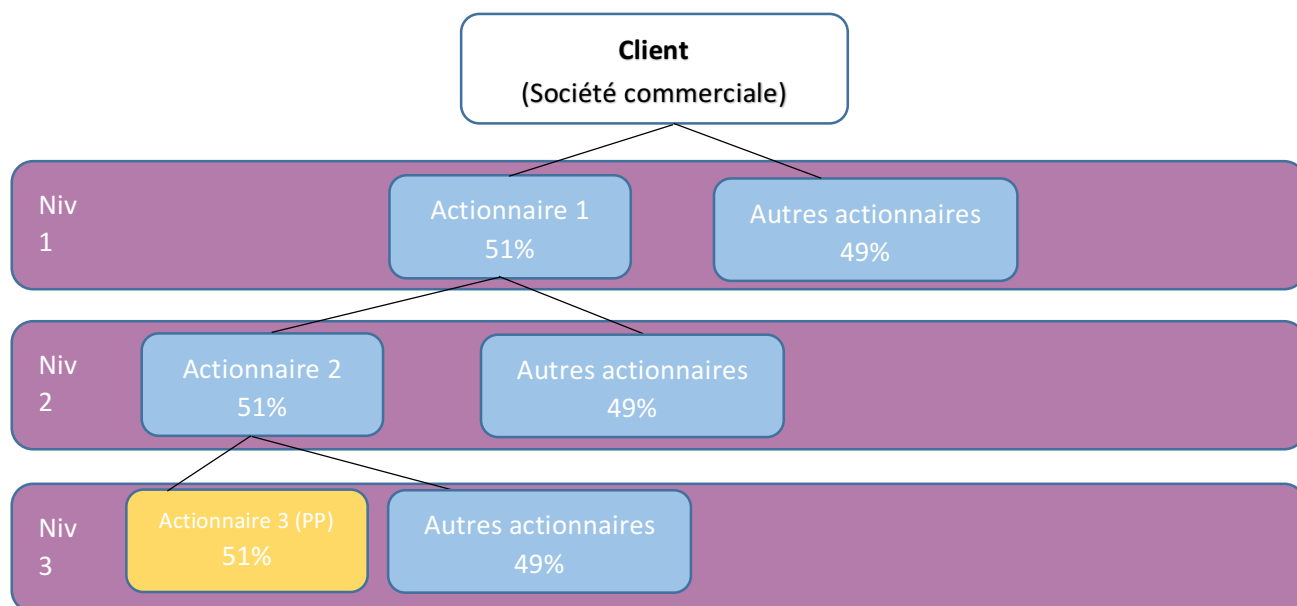 Client
(Société commerciale)
Niv
1
Actionnaire 1
51%
Autres actionnaires
49%
Niv
2
Actionnaire 2
51%
Autres actionnaires
49%
Niv
3
Actionnaire 3 (PP)
51%
Autres actionnaires
49%